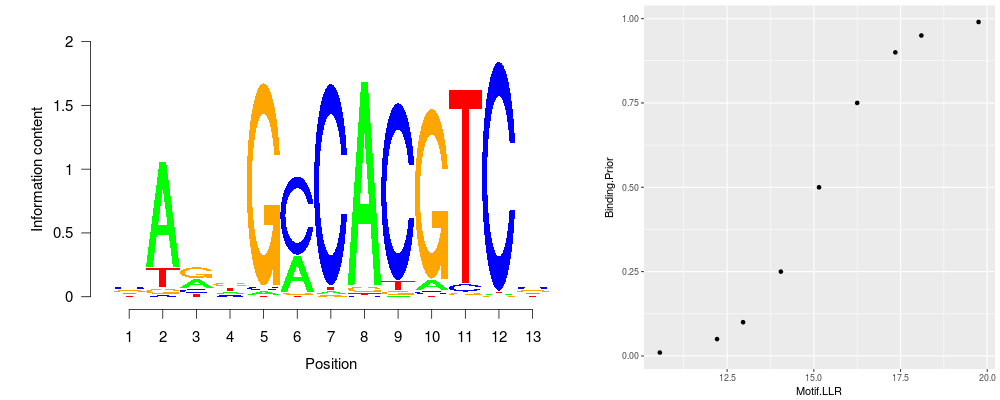 2
1.5
1
0.5
0
Information content
A T G A G C A C A C G T C
1 2 3 4 5 6 7 8 9 10 11 12 13
Position
1.00
0.75
0.50
0.25
0.00
Binding.Prior
12.5 15.0 17.5 20.0
Motif.LLR